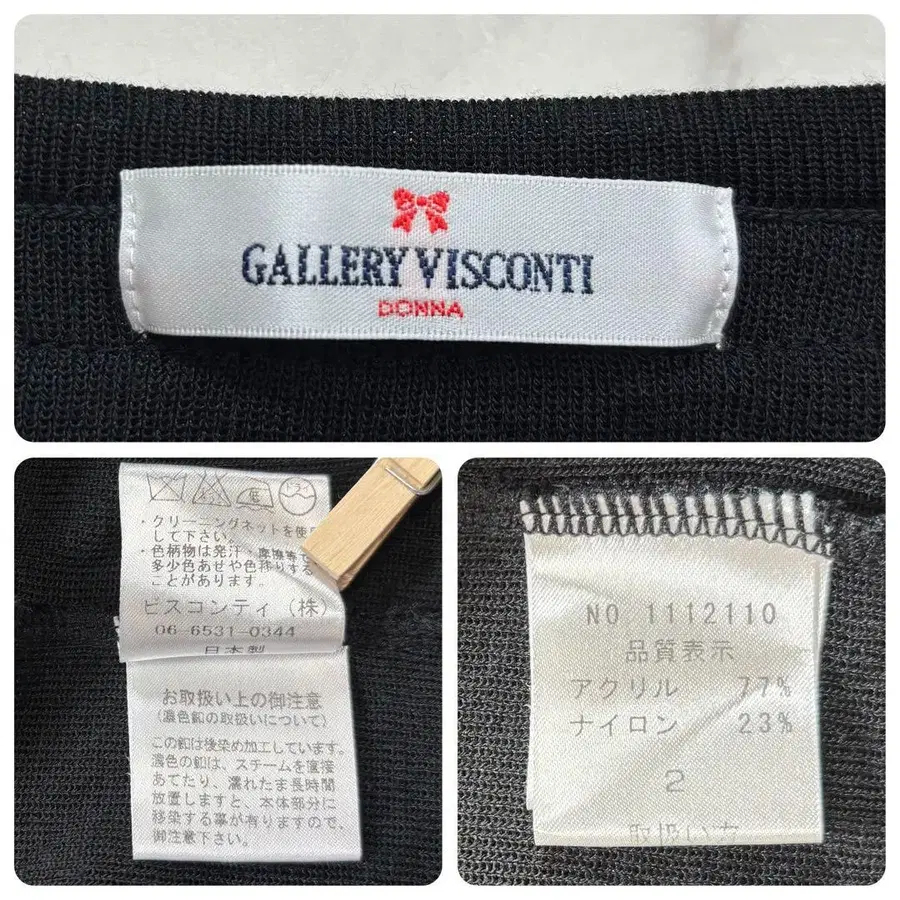 GALLERY VISCONTI
DONNA
・クリーニングネットを使
して下さい。
・色柄物は発汗・摩擦等で
多少色あせや色移りする
ことがあります。
ビスコンティ(株)
06-6531-0344
日本製
お取扱い上の御注意
(濃色釦の取扱いについて)
この釦は後染め加工しています。
濃色の釦は、スチームを直接
あてたり、濡れたま長時間
放置しますと、本体部分に
移染する事が有りますので、
御注意下さい。
NO 1112110
品質表示
アクリル 77%
ナイロン 23%
2
取扱い方